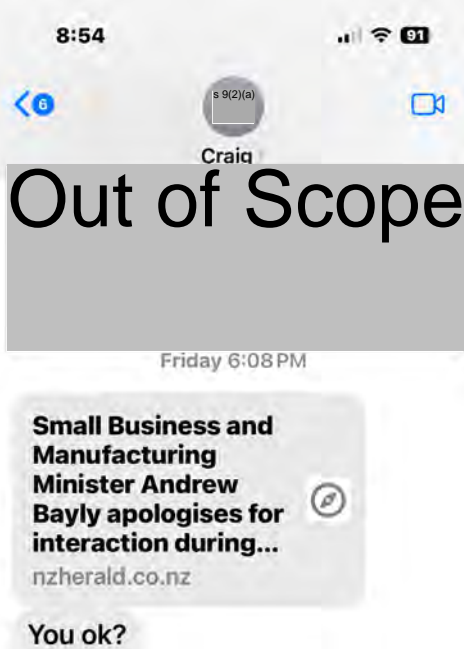 8:54
91
6
s 9(2)(a)
Craig
Out of Scope
Friday 6:08 PM
Small Business and
Manufacturing
Minister Andrew
Bayly apologises for
interaction during...
nzherald.co.nz
You ok?